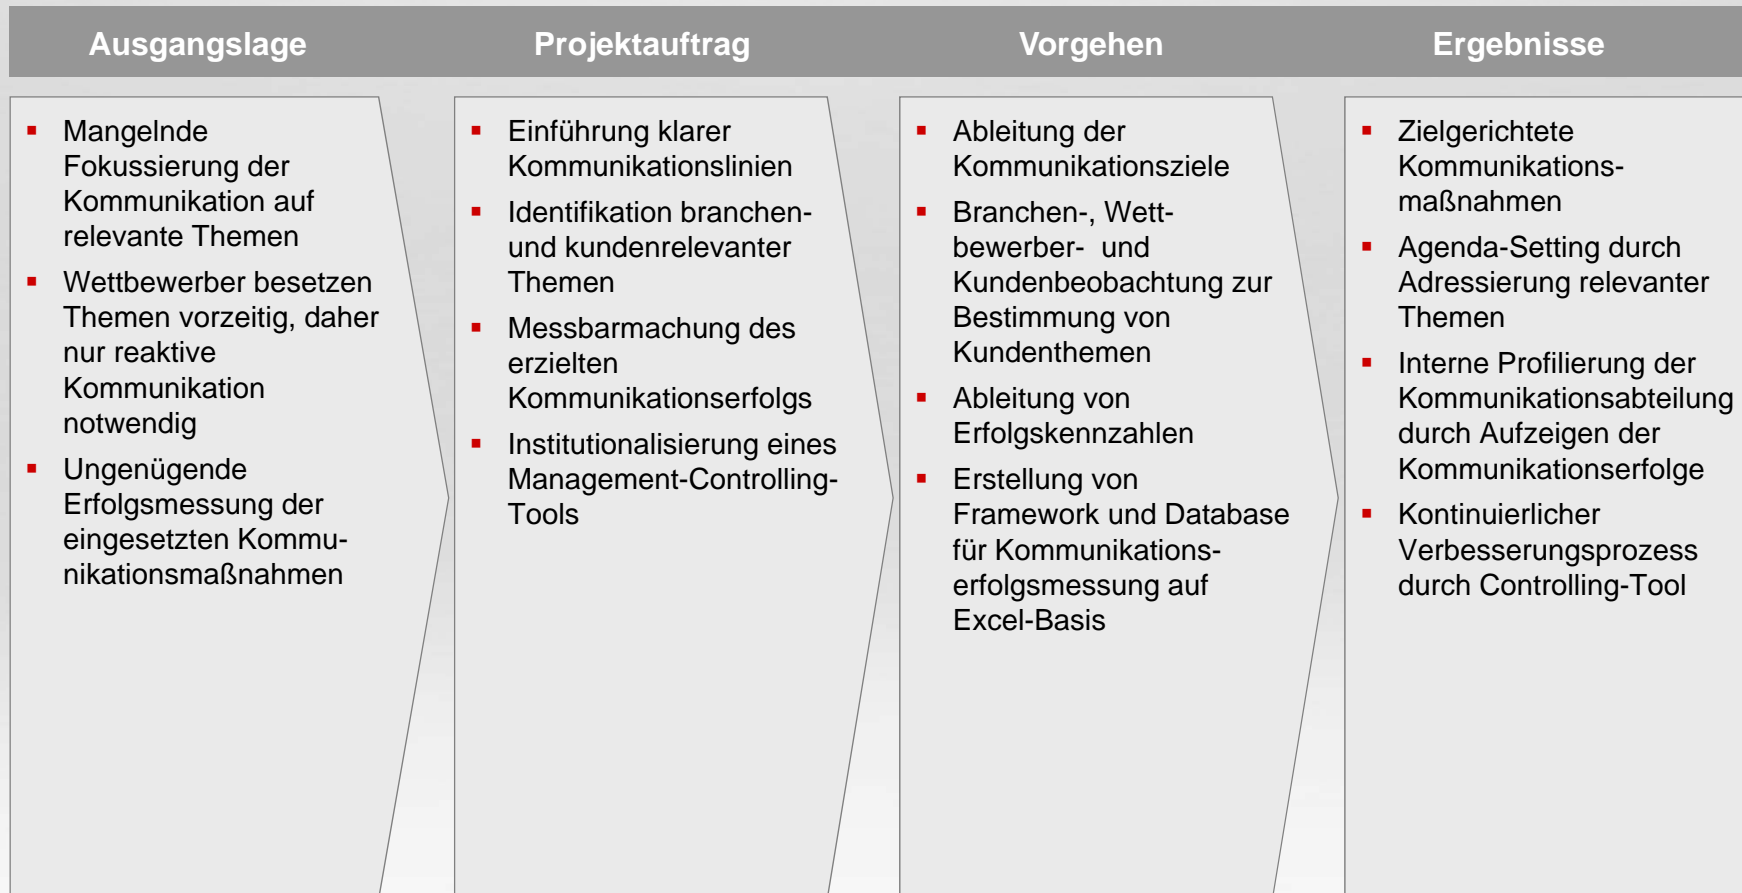 Ausgangslage
Projektauftrag
Vorgehen
Ergebnisse
▪ Mangelnde
Fokussierung der
Kommunikation auf
relevante Themen
▪ Wettbewerber besetzen
Themen vorzeitig, daher
nur reaktive
Kommunikation
notwendig
▪ Ungenügende
Erfolgsmessung der
eingesetzten Kommu-
nikationsmaßnahmen
▪ Einführung klarer
Kommunikationslinien
▪ Identifikation branchen-
und kundenrelevanter
Themen
▪ Messbarmachung des
erzielten
Kommunikationserfolgs
▪ Institutionalisierung eines
Management-Controlling-
Tools
▪ Ableitung der
Kommunikationsziele
▪ Branchen-, Wett-
bewerber- und
Kundenbeobachtung zur
Bestimmung von
Kundenthemen
▪ Ableitung von
Erfolgskennzahlen
▪ Erstellung von
Framework und Database
für Kommunikations-
erfolgsmessung auf
Excel-Basis
▪ Zielgerichtete
Kommunikations-
maßnahmen
▪ Agenda-Setting durch
Adressierung relevanter
Themen
▪ Interne Profilierung der
Kommunikationsabteilung
durch Aufzeigen der
Kommunikationserfolge
▪ Kontinuierlicher
Verbesserungsprozess
durch Controlling-Tool